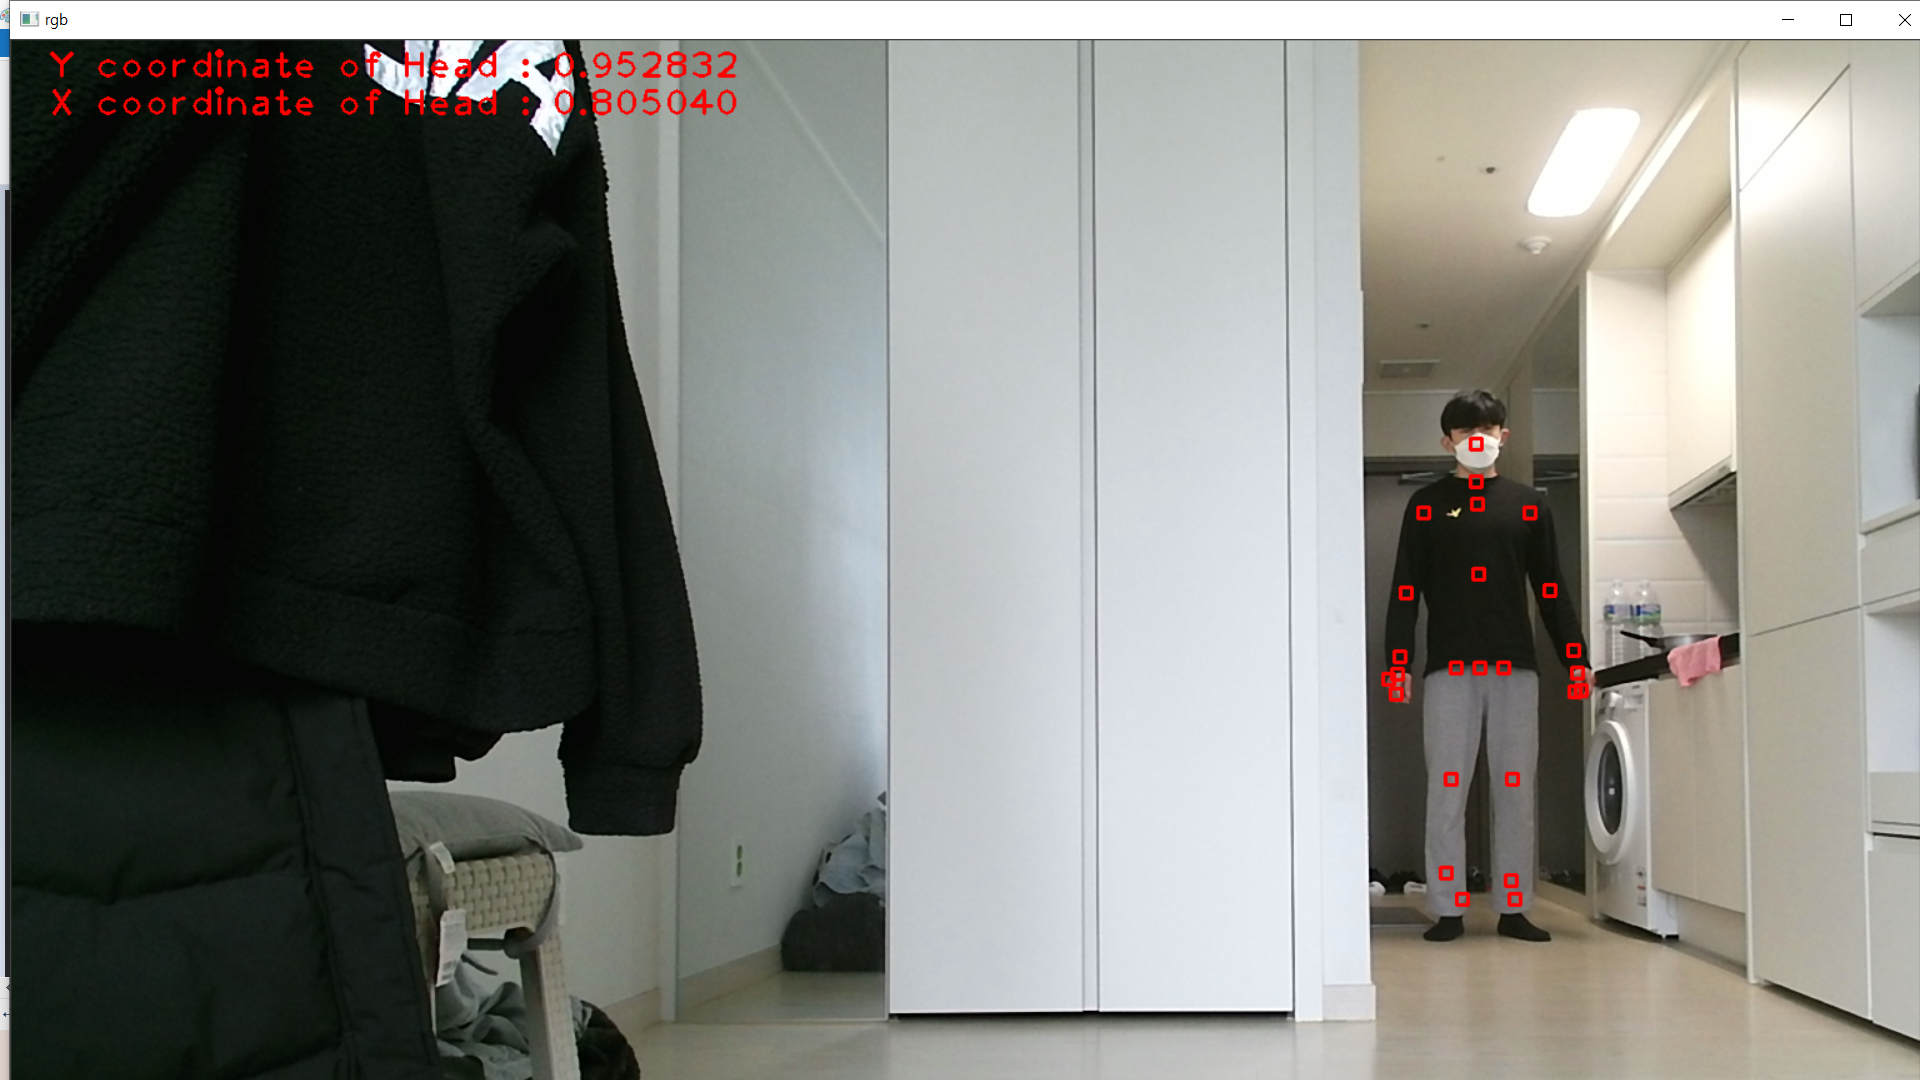 rgb
Y coordinate of Head : 0.952832
X coordinate of Head : 0.805040